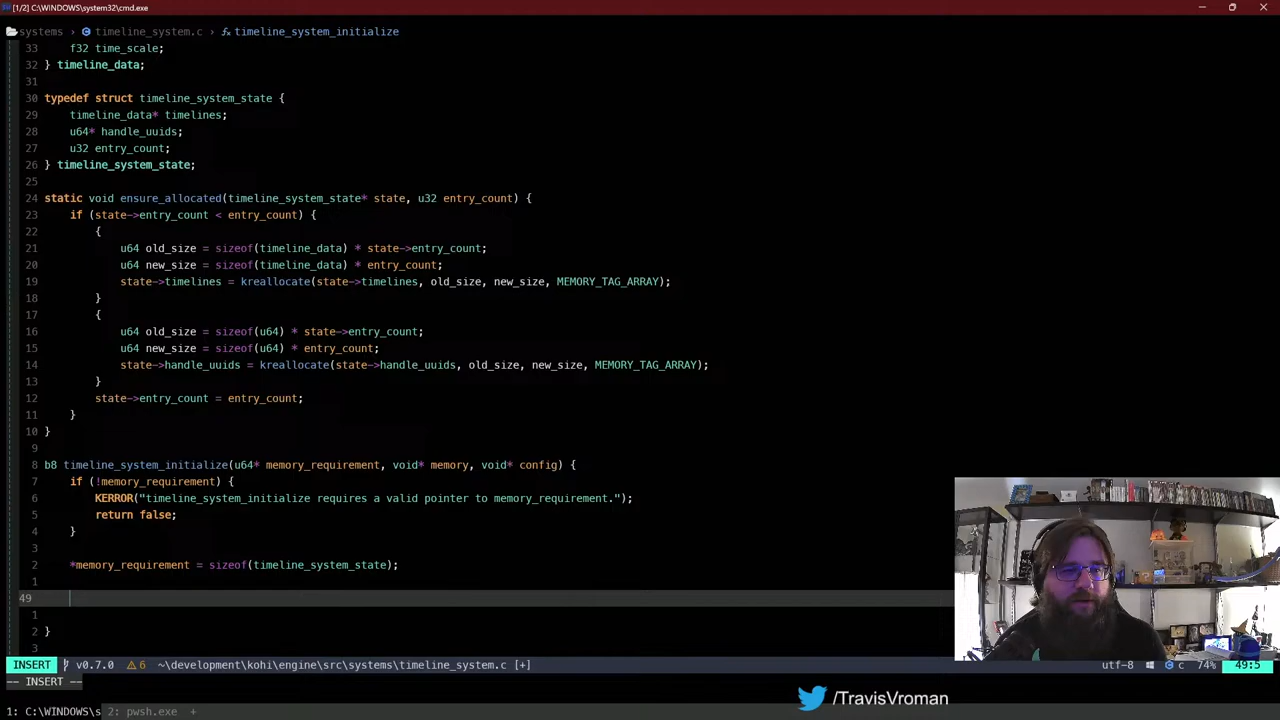 [1/2] C:\WINDOWS\system32\cmd.exe
systems > timeline_system.c > timeline_system_initialize
33 f32 time_scale;
32 } timeline_data;
31
30 typedef struct timeline_system_state {
29 timeline_data* timelines;
28 u64* handle_uuids;
27 u32 entry_count;
26 } timeline_system_state;
25
24 static void ensure_allocated(timeline_system_state* state, u32 entry_count) {
23 if (state->entry_count < entry_count) {
22 {
21 u64 old_size = sizeof(timeline_data) * state->entry_count;
20 u64 new_size = sizeof(timeline_data) * entry_count;
19 state->timelines = kreallocate(state->timelines, old_size, new_size, MEMORY_TAG_ARRAY);
18 }
17 {
16 u64 old_size = sizeof(u64) * state->entry_count;
15 u64 new_size = sizeof(u64) * entry_count;
14 state->handle_uuids = kreallocate(state->handle_uuids, old_size, new_size, MEMORY_TAG_ARRAY);
13 }
12 state->entry_count = entry_count;
11 }
10 }
9
8 b8 timeline_system_initialize(u64* memory_requirement, void* memory, void* config) {
7 if (!memory_requirement) {
6 KERROR("timeline_system_initialize requires a valid pointer to memory_requirement.");
5 return false;
4 }
3
2 *memory_requirement = sizeof(timeline_system_state);
1
49
1
2 }
3
INSERT v0.7.0 6 ~\development\kohi\engine\src\systems\timeline_system.c [+] utf-8 c 74% 49:5
-- INSERT --
/TravisVroman
1: C:\WINDOWS\s 2: pwsh.exe +